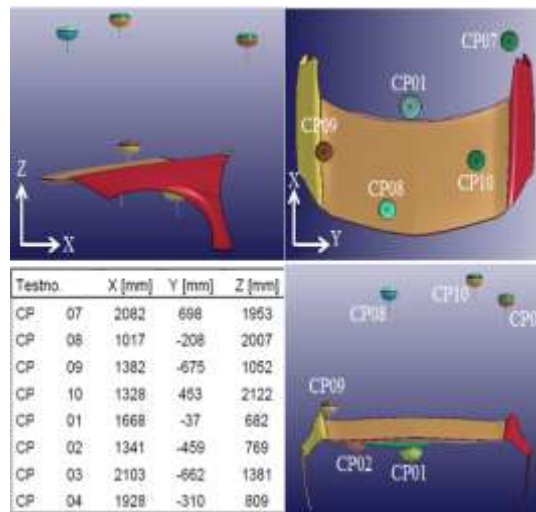 Z
X
CP07
CP01
CP09
CP10
CP08
X
Y
Testno. X [mm] Y [mm] Z [mm]
CP 07 2082 698 1953
CP 08 1017 -208 2007
CP 09 1382 -675 1052
CP 10 1328 453 2122
CP 01 1668 -37 682
CP 02 1341 -459 769
CP 03 2103 -662 1381
CP 04 1928 -310 809
CP10
CP08
CP0
CP09
CP02
CP01